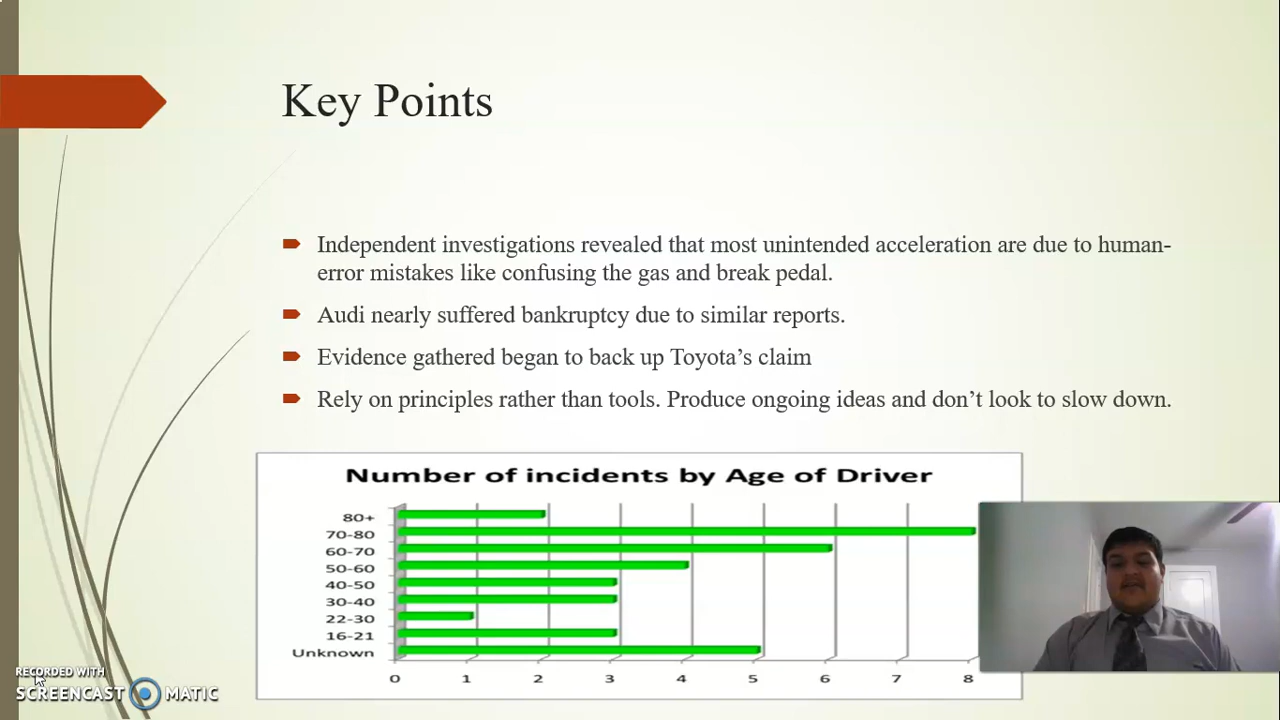 Key Points
Independent investigations revealed that most unintended acceleration are due to human-
error mistakes like confusing the gas and break pedal.
Audi nearly suffered bankruptcy due to similar reports.
Evidence gathered began to back up Toyota’s claim
Rely on principles rather than tools. Produce ongoing ideas and don’t look to slow down.
Number of incidents by Age of Driver
80+
70-80
60-70
50-60
40-50
30-40
22-30
16-21
Unknown
0 1 2 3 4 5 6 7 8
RECORDED WITH
SCREENCAST MATIC